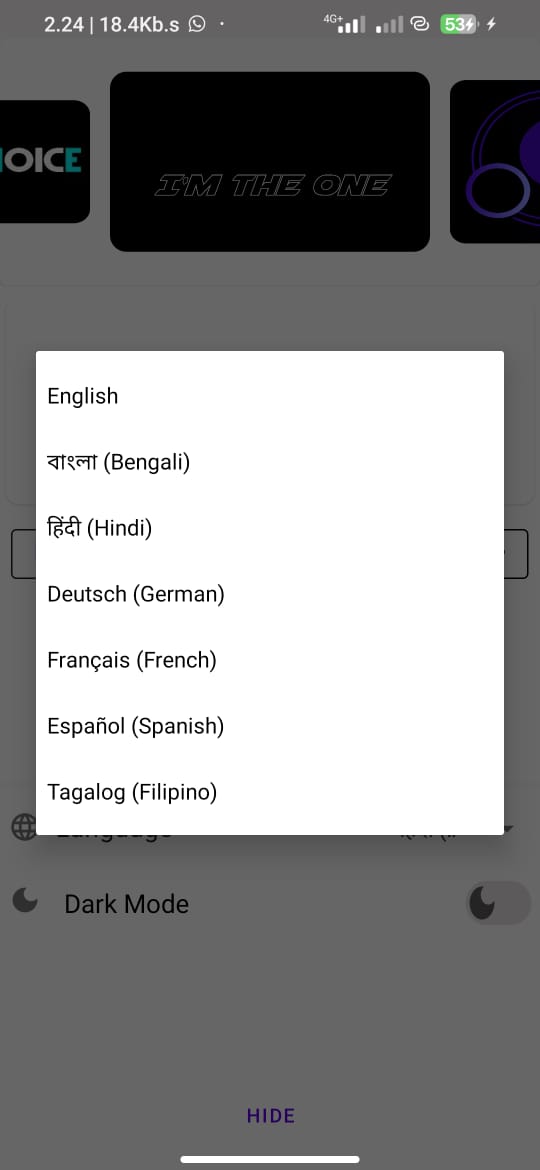 2.24 | 18.4Kb.s
4G+
53
OICE
I'M THE ONE
English
বাংলা (Bengali)
हिंदी (Hindi)
Deutsch (German)
Français (French)
Español (Spanish)
Tagalog (Filipino)
Language
Dark Mode
HIDE